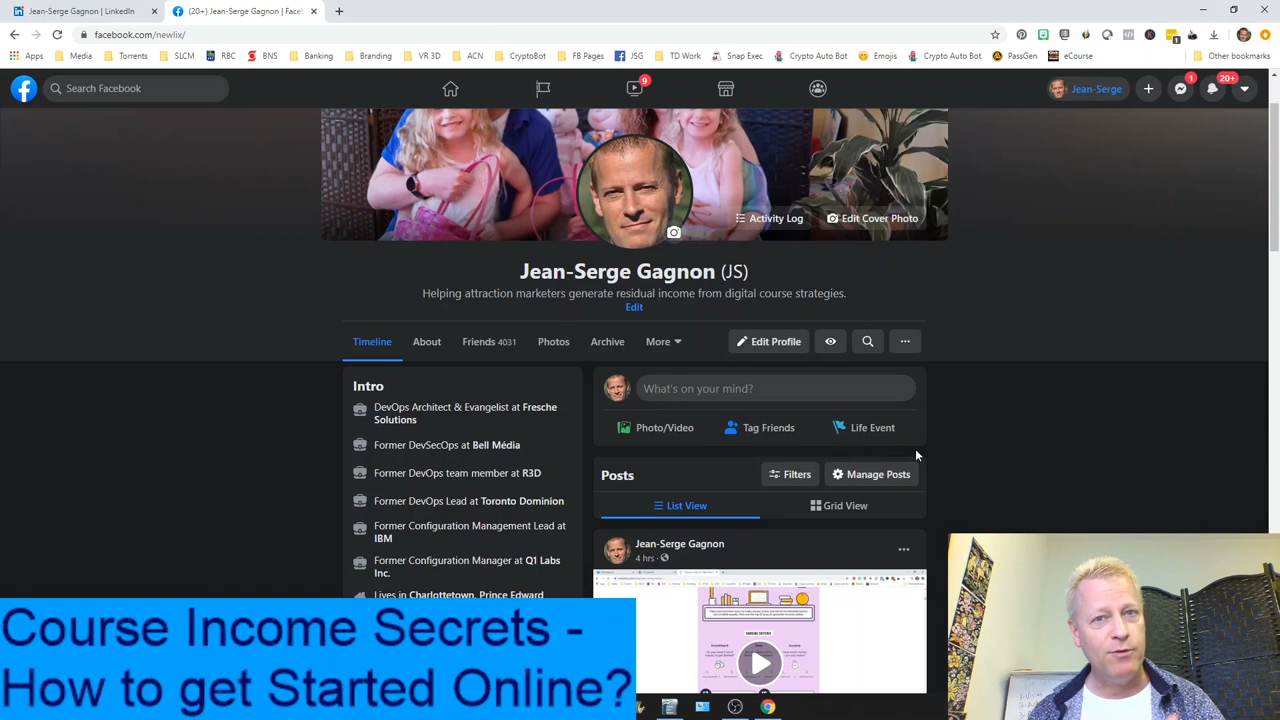 Jean-Serge Gagnon | LinkedIn
(20+) Jean-Serge Gagnon | Faceb
facebook.com/newlix/
1
Apps
Media
Torrents
SLCM
RBC
BNS
Banking
Branding
VR 3D
ACN
CryptoBot
FB Pages
JSG
TD Work
Snap Exec
Crypto Auto Bot
Emojis
Crypto Auto Bot
PassGen
eCourse
Other bookmarks
Search Facebook
9
Jean-Serge
1
20+
Activity Log
Edit Cover Photo
Jean-Serge Gagnon (JS)
Helping attraction marketers generate residual income from digital course strategies.
Edit
Timeline
About
Friends 4031
Photos
Archive
More
Edit Profile
Intro
DevOps Architect & Evangelist at Fresche
Solutions
Former DevSecOps at Bell Média
Former DevOps team member at R3D
Former DevOps Lead at Toronto Dominion
Former Configuration Management Lead at
IBM
Former Configuration Manager at Q1 Labs
Inc.
Lives in Charlottetown, Prince Edward
What's on your mind?
Photo/Video
Tag Friends
Life Event
Posts
Filters
Manage Posts
List View
Grid View
Jean-Serge Gagnon
4 hrs ·
Course Income Secrets -
How to get Started Online?